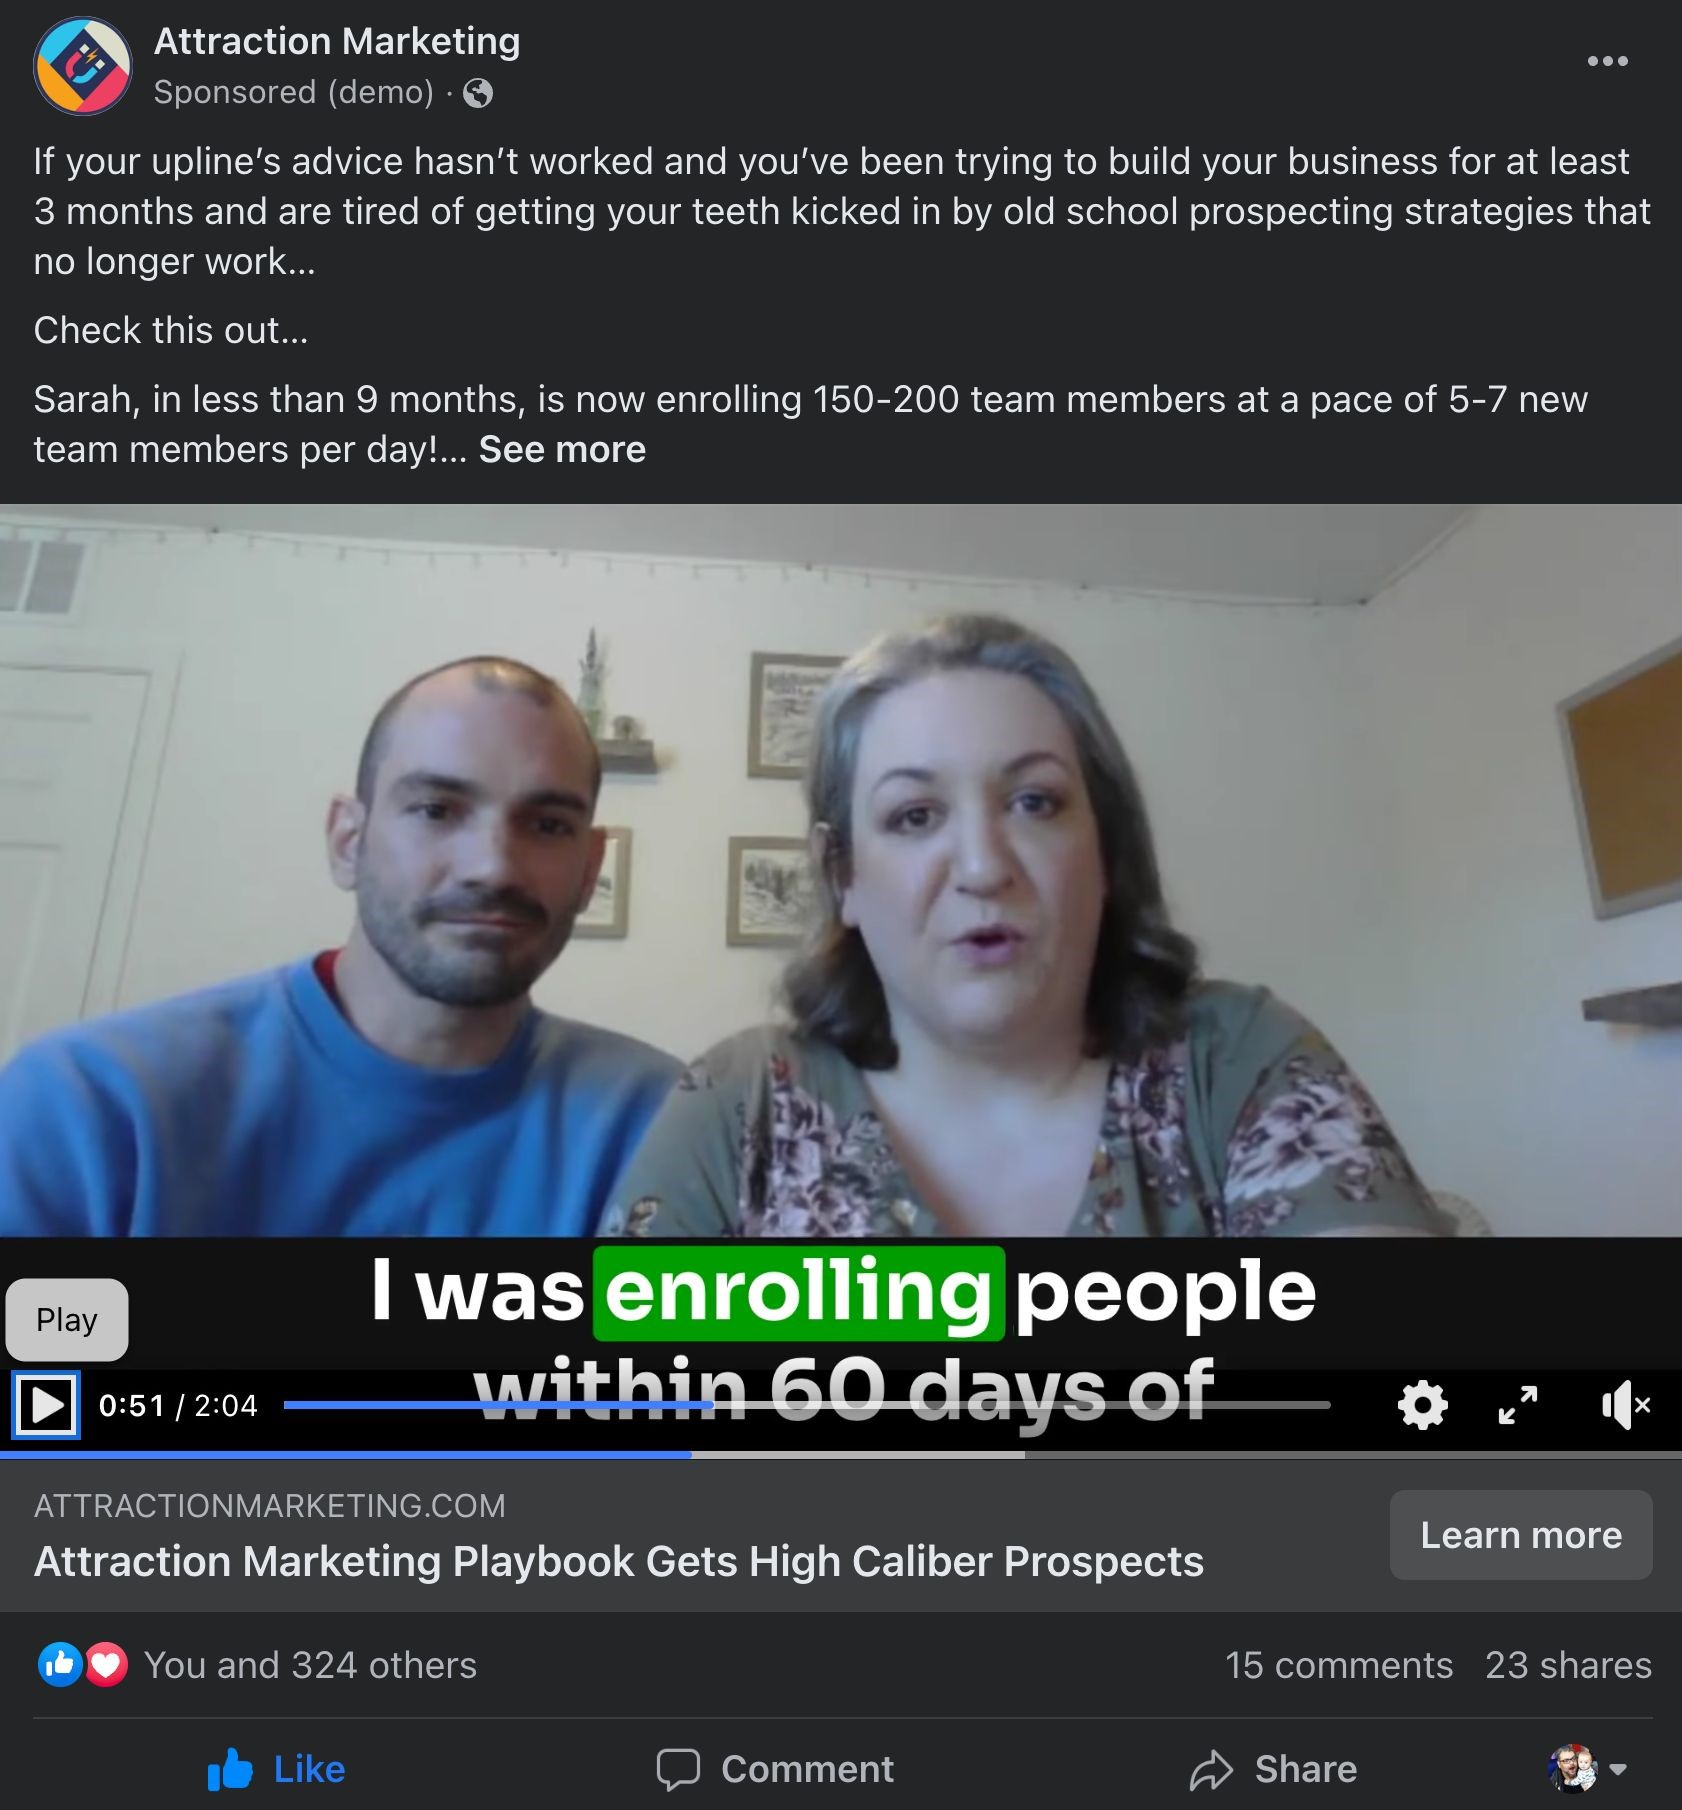 Attraction Marketing
Sponsored (demo) ·
If your upline’s advice hasn’t worked and you’ve been trying to build your business for at least
3 months and are tired of getting your teeth kicked in by old school prospecting strategies that
no longer work...
Check this out...
Sarah, in less than 9 months, is now enrolling 150-200 team members at a pace of 5-7 new
team members per day!... See more
I was enrolling people
within 60 days of
Play
0:51 / 2:04
ATTRACTIONMARKETING.COM
Attraction Marketing Playbook Gets High Caliber Prospects
Learn more
You and 324 others
15 comments 23 shares
Like
Comment
Share